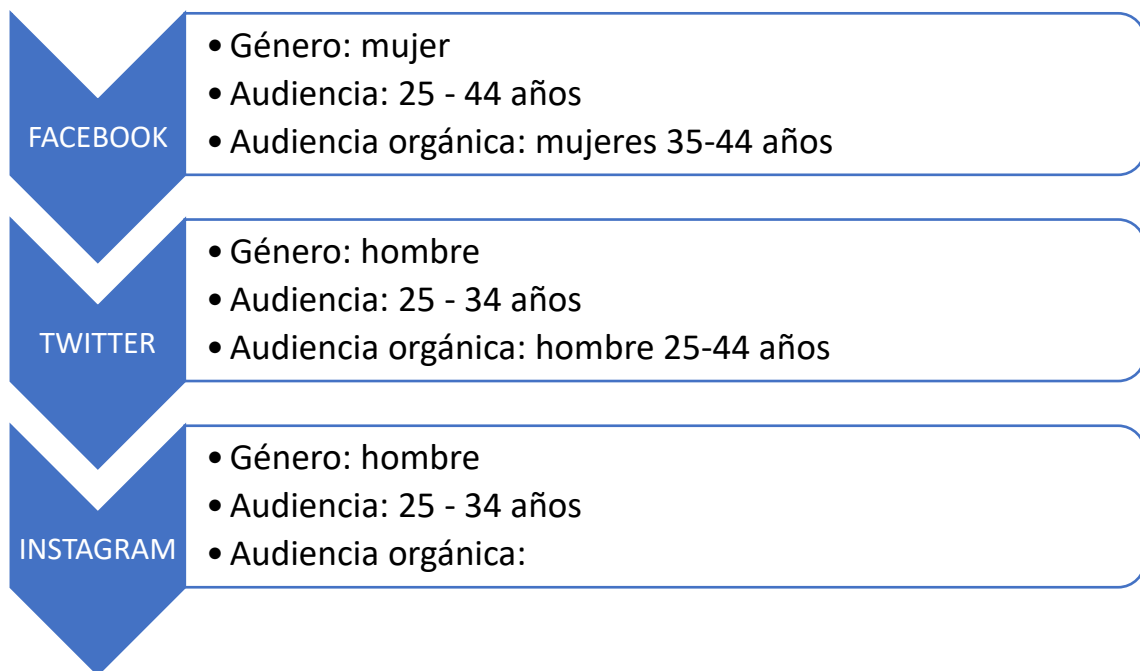 FACEBOOK
• Género: mujer
• Audiencia: 25 - 44 años
• Audiencia orgánica: mujeres 35-44 años
TWITTER
• Género: hombre
• Audiencia: 25 - 34 años
• Audiencia orgánica: hombre 25-44 años
INSTAGRAM
• Género: hombre
• Audiencia: 25 - 34 años
• Audiencia orgánica: